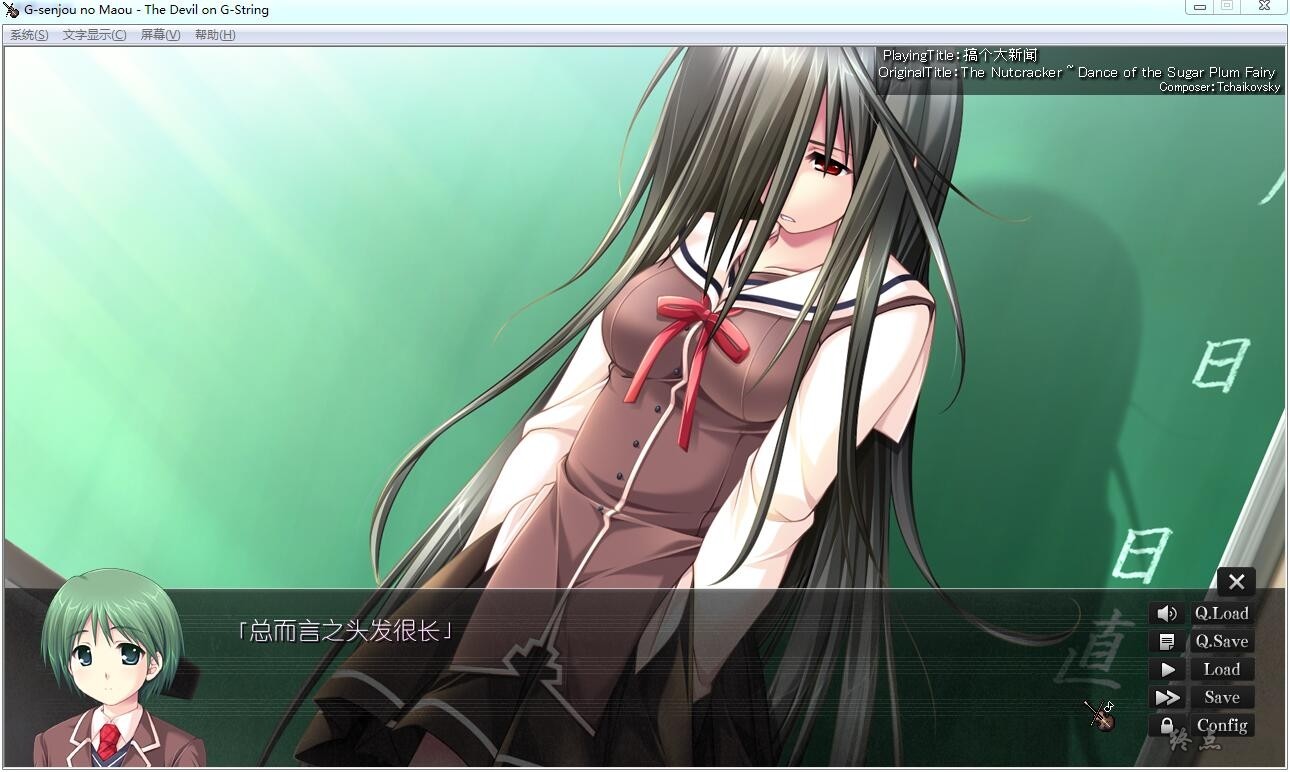 G-senjou no Maou - The Devil on G-String
系统(S) 文字显示(C) 屏幕(V) 帮助(H)
PlayingTitle:搞个大新闻
OriginalTitle:The Nutcracker ~ Dance of the Sugar Plum Fairy
Composer:Tchaikovsky
日
日
直
「总而言之头发很长」
Q.Load
Q.Save
Load
Save
Config
终点